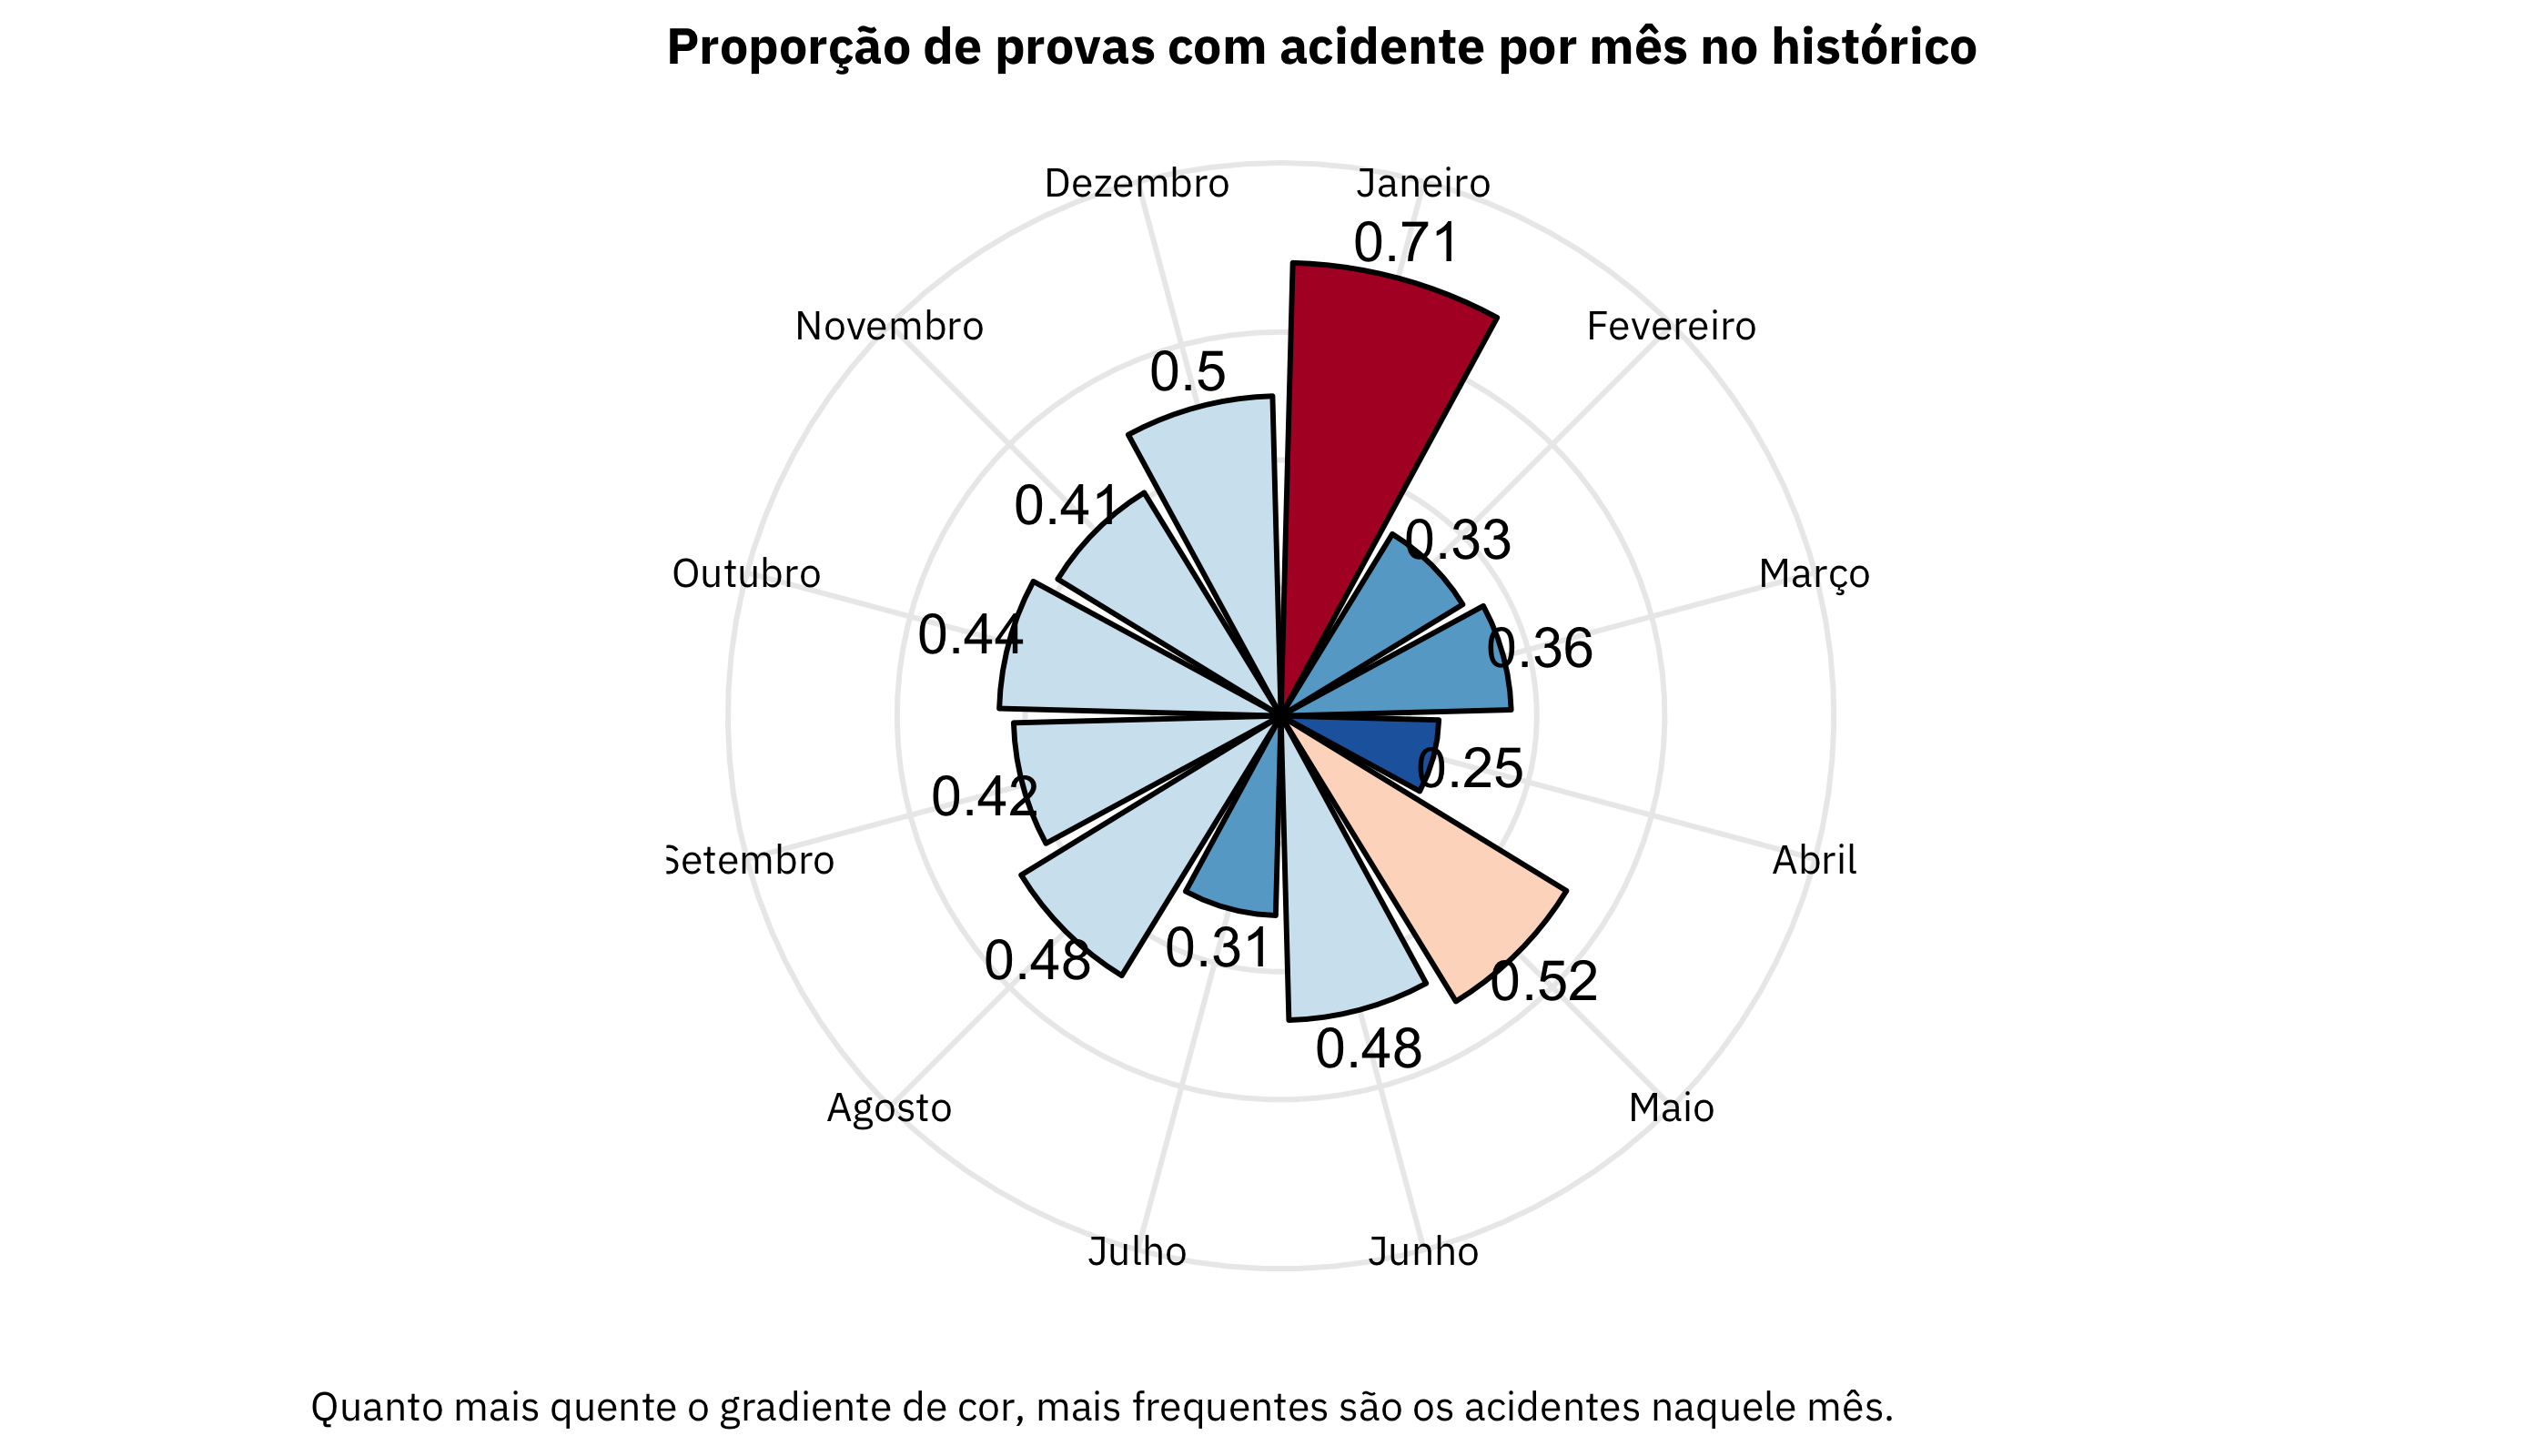 Proporção de provas com acidente por mês no histórico
Dezembro
Janeiro
0.71
Novembro
Fevereiro
0.5
0.41
0.33
Outubro
Março
0.44
0.36
0.42
0.25
Setembro
Abril
0.48
0.31
0.52
0.48
Agosto
Maio
Julho
Junho
Quanto mais quente o gradiente de cor, mais frequentes são os acidentes naquele mês.